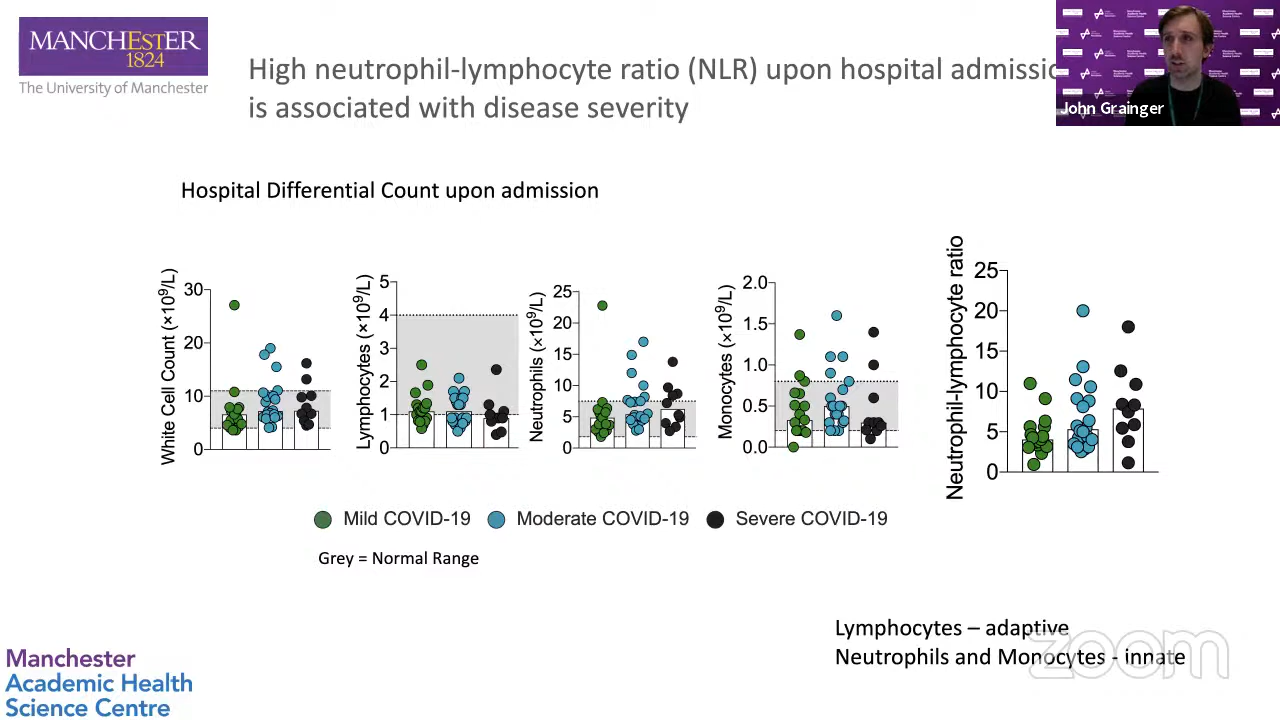 MANCHESTER
1824
The University of Manchester
High neutrophil-lymphocyte ratio (NLR) upon hospital admissio
is associated with disease severity
John Grainger
Hospital Differential Count upon admission
White Cell Count (×10⁹/L)
30
20
10
0
Lymphocytes (×10⁹/L)
5
4
3
2
1
0
Neutrophils (×10⁹/L)
25
20
15
10
5
0
Monocytes (×10⁹/L)
2.0
1.5
1.0
0.5
0.0
Neutrophil-lymphocyte ratio
25
20
15
10
5
0
Mild COVID-19 Moderate COVID-19 Severe COVID-19
Grey = Normal Range
Lymphocytes – adaptive
Neutrophils and Monocytes - innate
zoom
Manchester
Academic Health
Science Centre